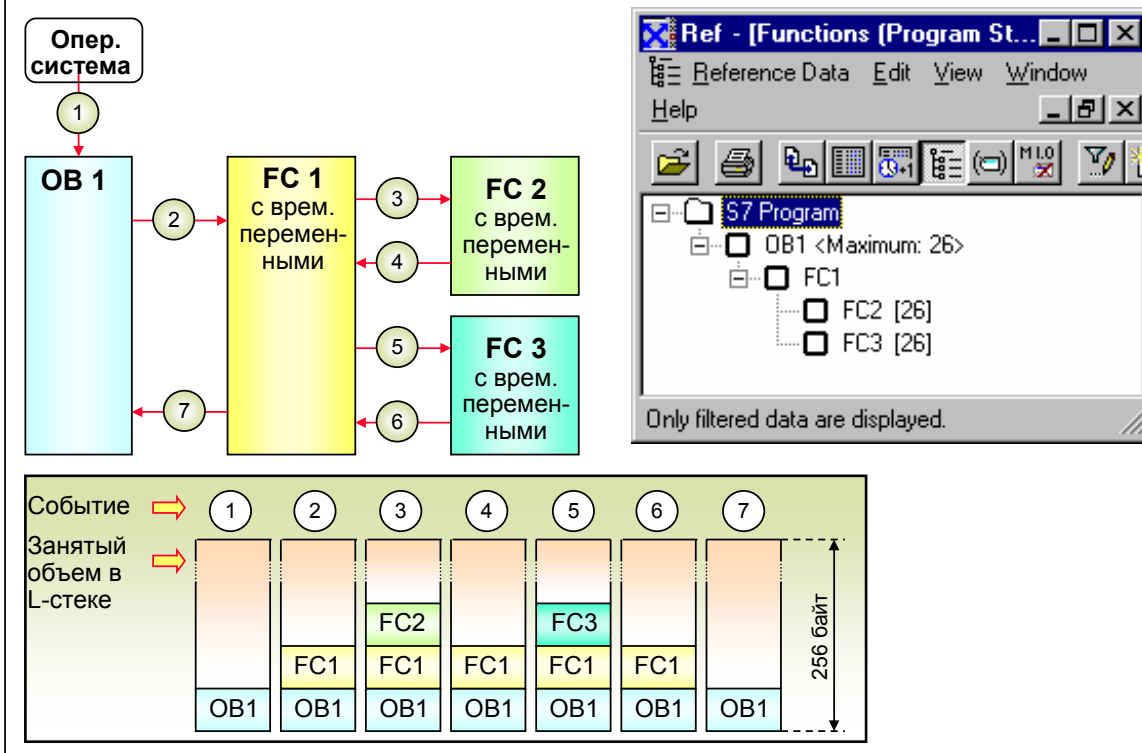 Опер.
система
1
OB 1
2
FC 1
с врем.
перемен-
ными
3
4
FC 2
с врем.
перемен-
ными
5
6
FC 3
с врем.
перемен-
ными
7
Ref - [Functions (Program St...
Reference Data Edit View Window
Help
M I.O
S7 Program
OB1 <Maximum: 26>
FC1
FC2 [26]
FC3 [26]
Only filtered data are displayed.
Событие 1 2 3 4 5 6 7
Занятый
объем в
L-стеке
FC2 FC3
FC1 FC1 FC1 FC1 FC1
OB1 OB1 OB1 OB1 OB1 OB1 OB1
256 байт